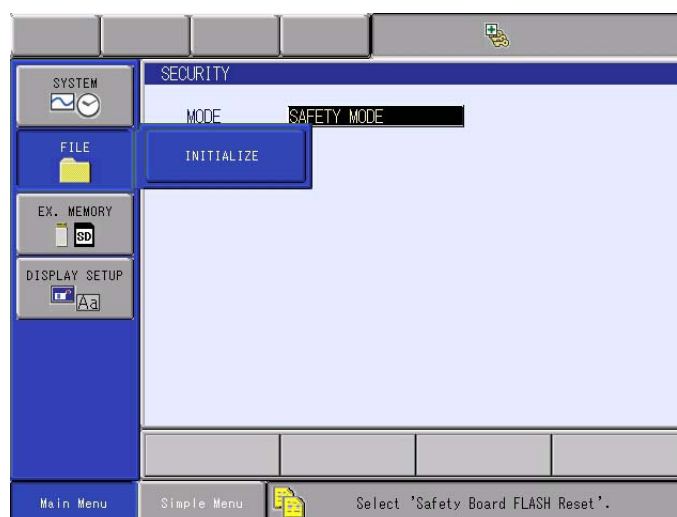 SYSTEM
FILE
EX. MEMORY
SD
DISPLAY SETUP
Aa
SECURITY
MODE SAFETY MODE
INITIALIZE
Main Menu
Simple Menu
Select 'Safety Board FLASH Reset'.